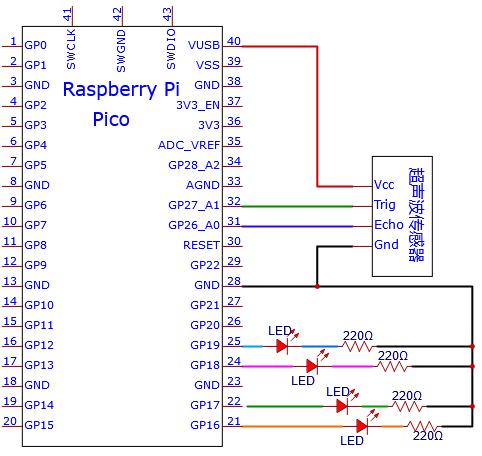 41
42
43
SWCLK
SWGND
SWDIO
Raspberry Pi
Pico
1 GP0
2 GP1
3 GND
4 GP2
5 GP3
6 GP4
7 GP5
8 GND
9 GP6
10 GP7
11 GP8
12 GP9
13 GND
14 GP10
15 GP11
16 GP12
17 GP13
18 GND
19 GP14
20 GP15
VUSB 40
VSS 39
GND 38
3V3_EN 37
3V3 36
ADC_VREF 35
GP28_A2 34
AGND 33
GP27_A1 32
GP26_A0 31
RESET 30
GP22 29
GND 28
GP21 27
GP20 26
GP19 25
GP18 24
GND 23
GP17 22
GP16 21
Vcc
Trig
Echo
Gnd
超声波传感器
LED
220Ω
LED
220Ω
LED
220Ω
LED
220Ω